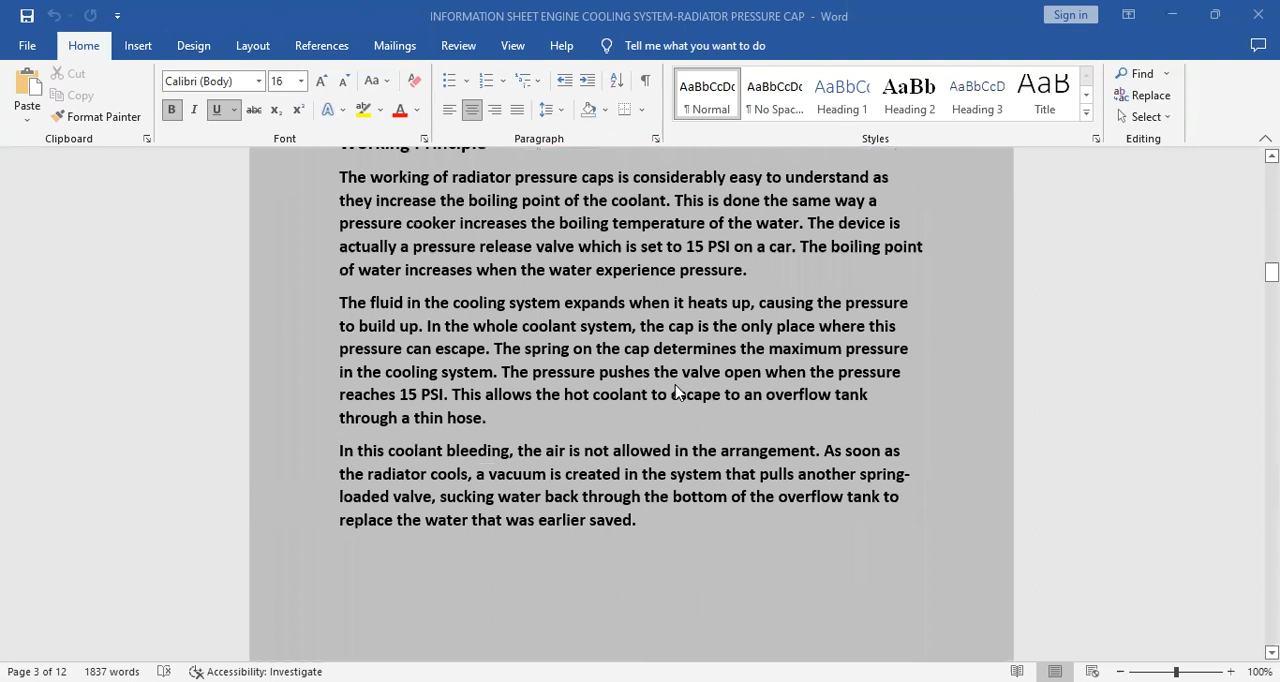 INFORMATION SHEET ENGINE COOLING SYSTEM-RADIATOR PRESSURE CAP - Word
Sign in
File Home Insert Design Layout References Mailings Review View Help Tell me what you want to do
Paste
Cut
Copy
Format Painter
Clipboard
Calibri (Body) 16
Font
Paragraph
AaBbCcDc AaBbCcDc AaBbCc AaBb AaBbCcD AaB
¶ Normal ¶ No Spac... Heading 1 Heading 2 Heading 3 Title
Styles
Find
Replace
Select
Editing
Working Principle
The working of radiator pressure caps is considerably easy to understand as
they increase the boiling point of the coolant. This is done the same way a
pressure cooker increases the boiling temperature of the water. The device is
actually a pressure release valve which is set to 15 PSI on a car. The boiling point
of water increases when the water experience pressure.
The fluid in the cooling system expands when it heats up, causing the pressure
to build up. In the whole coolant system, the cap is the only place where this
pressure can escape. The spring on the cap determines the maximum pressure
in the cooling system. The pressure pushes the valve open when the pressure
reaches 15 PSI. This allows the hot coolant to escape to an overflow tank
through a thin hose.
In this coolant bleeding, the air is not allowed in the arrangement. As soon as
the radiator cools, a vacuum is created in the system that pulls another spring-
loaded valve, sucking water back through the bottom of the overflow tank to
replace the water that was earlier saved.
Page 3 of 12 1837 words Accessibility: Investigate 100%